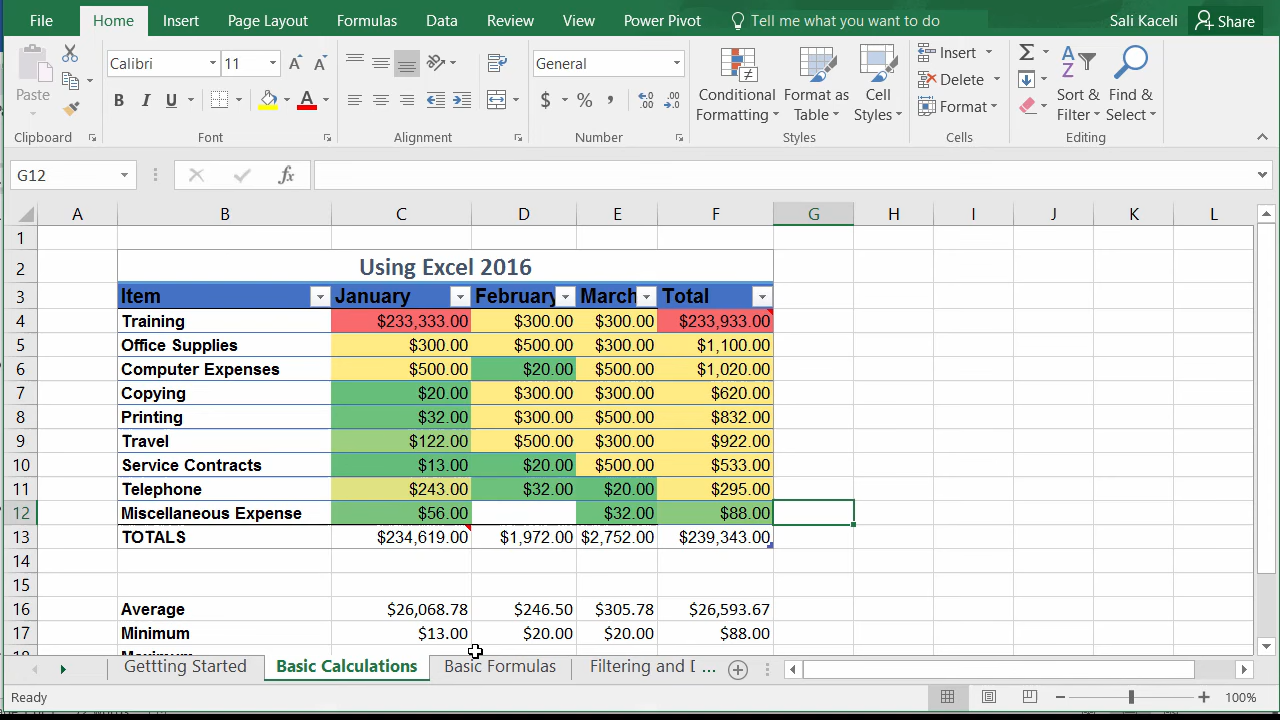 File Home Insert Page Layout Formulas Data Review View Power Pivot Tell me what you want to do Sali Kaceli Share
Paste Calibri 11 General Conditional Formatting Format as Table Cell Styles Insert Delete Format Sort & Filter Find & Select
B I U A $ % ,
Clipboard Font Alignment Number Styles Cells Editing
G12 fx
A B C D E F G H I J K L
1
2 Using Excel 2016
3 Item January February March Total
4 Training $233,333.00 $300.00 $300.00 $233,933.00
5 Office Supplies $300.00 $500.00 $300.00 $1,100.00
6 Computer Expenses $500.00 $20.00 $500.00 $1,020.00
7 Copying $20.00 $300.00 $300.00 $620.00
8 Printing $32.00 $300.00 $500.00 $832.00
9 Travel $122.00 $500.00 $300.00 $922.00
10 Service Contracts $13.00 $20.00 $500.00 $533.00
11 Telephone $243.00 $32.00 $20.00 $295.00
12 Miscellaneous Expense $56.00 $32.00 $88.00
13 TOTALS $234,619.00 $1,972.00 $2,752.00 $239,343.00
14
15
16 Average $26,068.78 $246.50 $305.78 $26,593.67
17 Minimum $13.00 $20.00 $20.00 $88.00
Gettting Started Basic Calculations Basic Formulas Filtering and D ...
Ready 100%